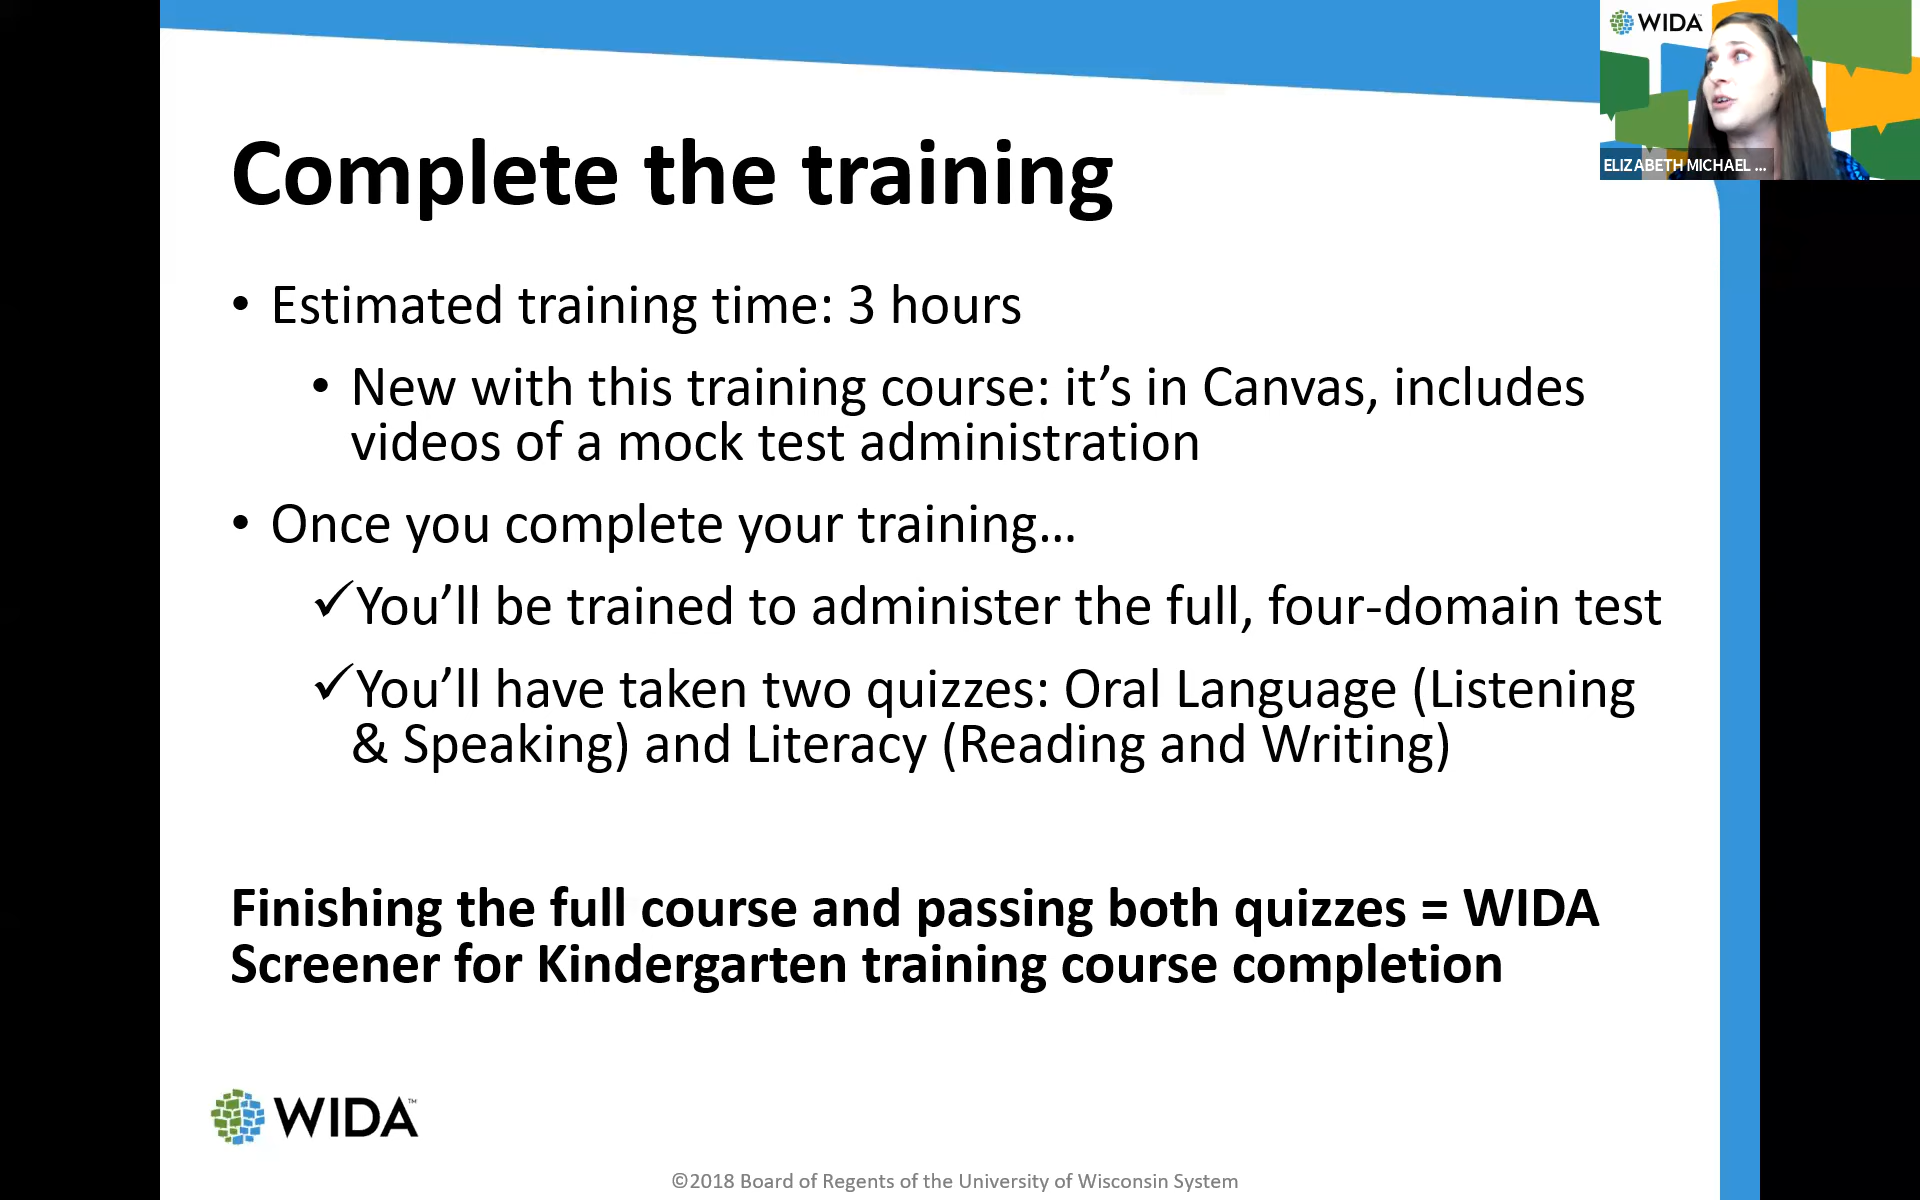 WIDA
ELIZABETH MICHAEL ...
Complete the training
• Estimated training time: 3 hours
• New with this training course: it’s in Canvas, includes
videos of a mock test administration
• Once you complete your training…
✓You’ll be trained to administer the full, four-domain test
✓You’ll have taken two quizzes: Oral Language (Listening
& Speaking) and Literacy (Reading and Writing)
Finishing the full course and passing both quizzes = WIDA
Screener for Kindergarten training course completion
WIDA™
©2018 Board of Regents of the University of Wisconsin System